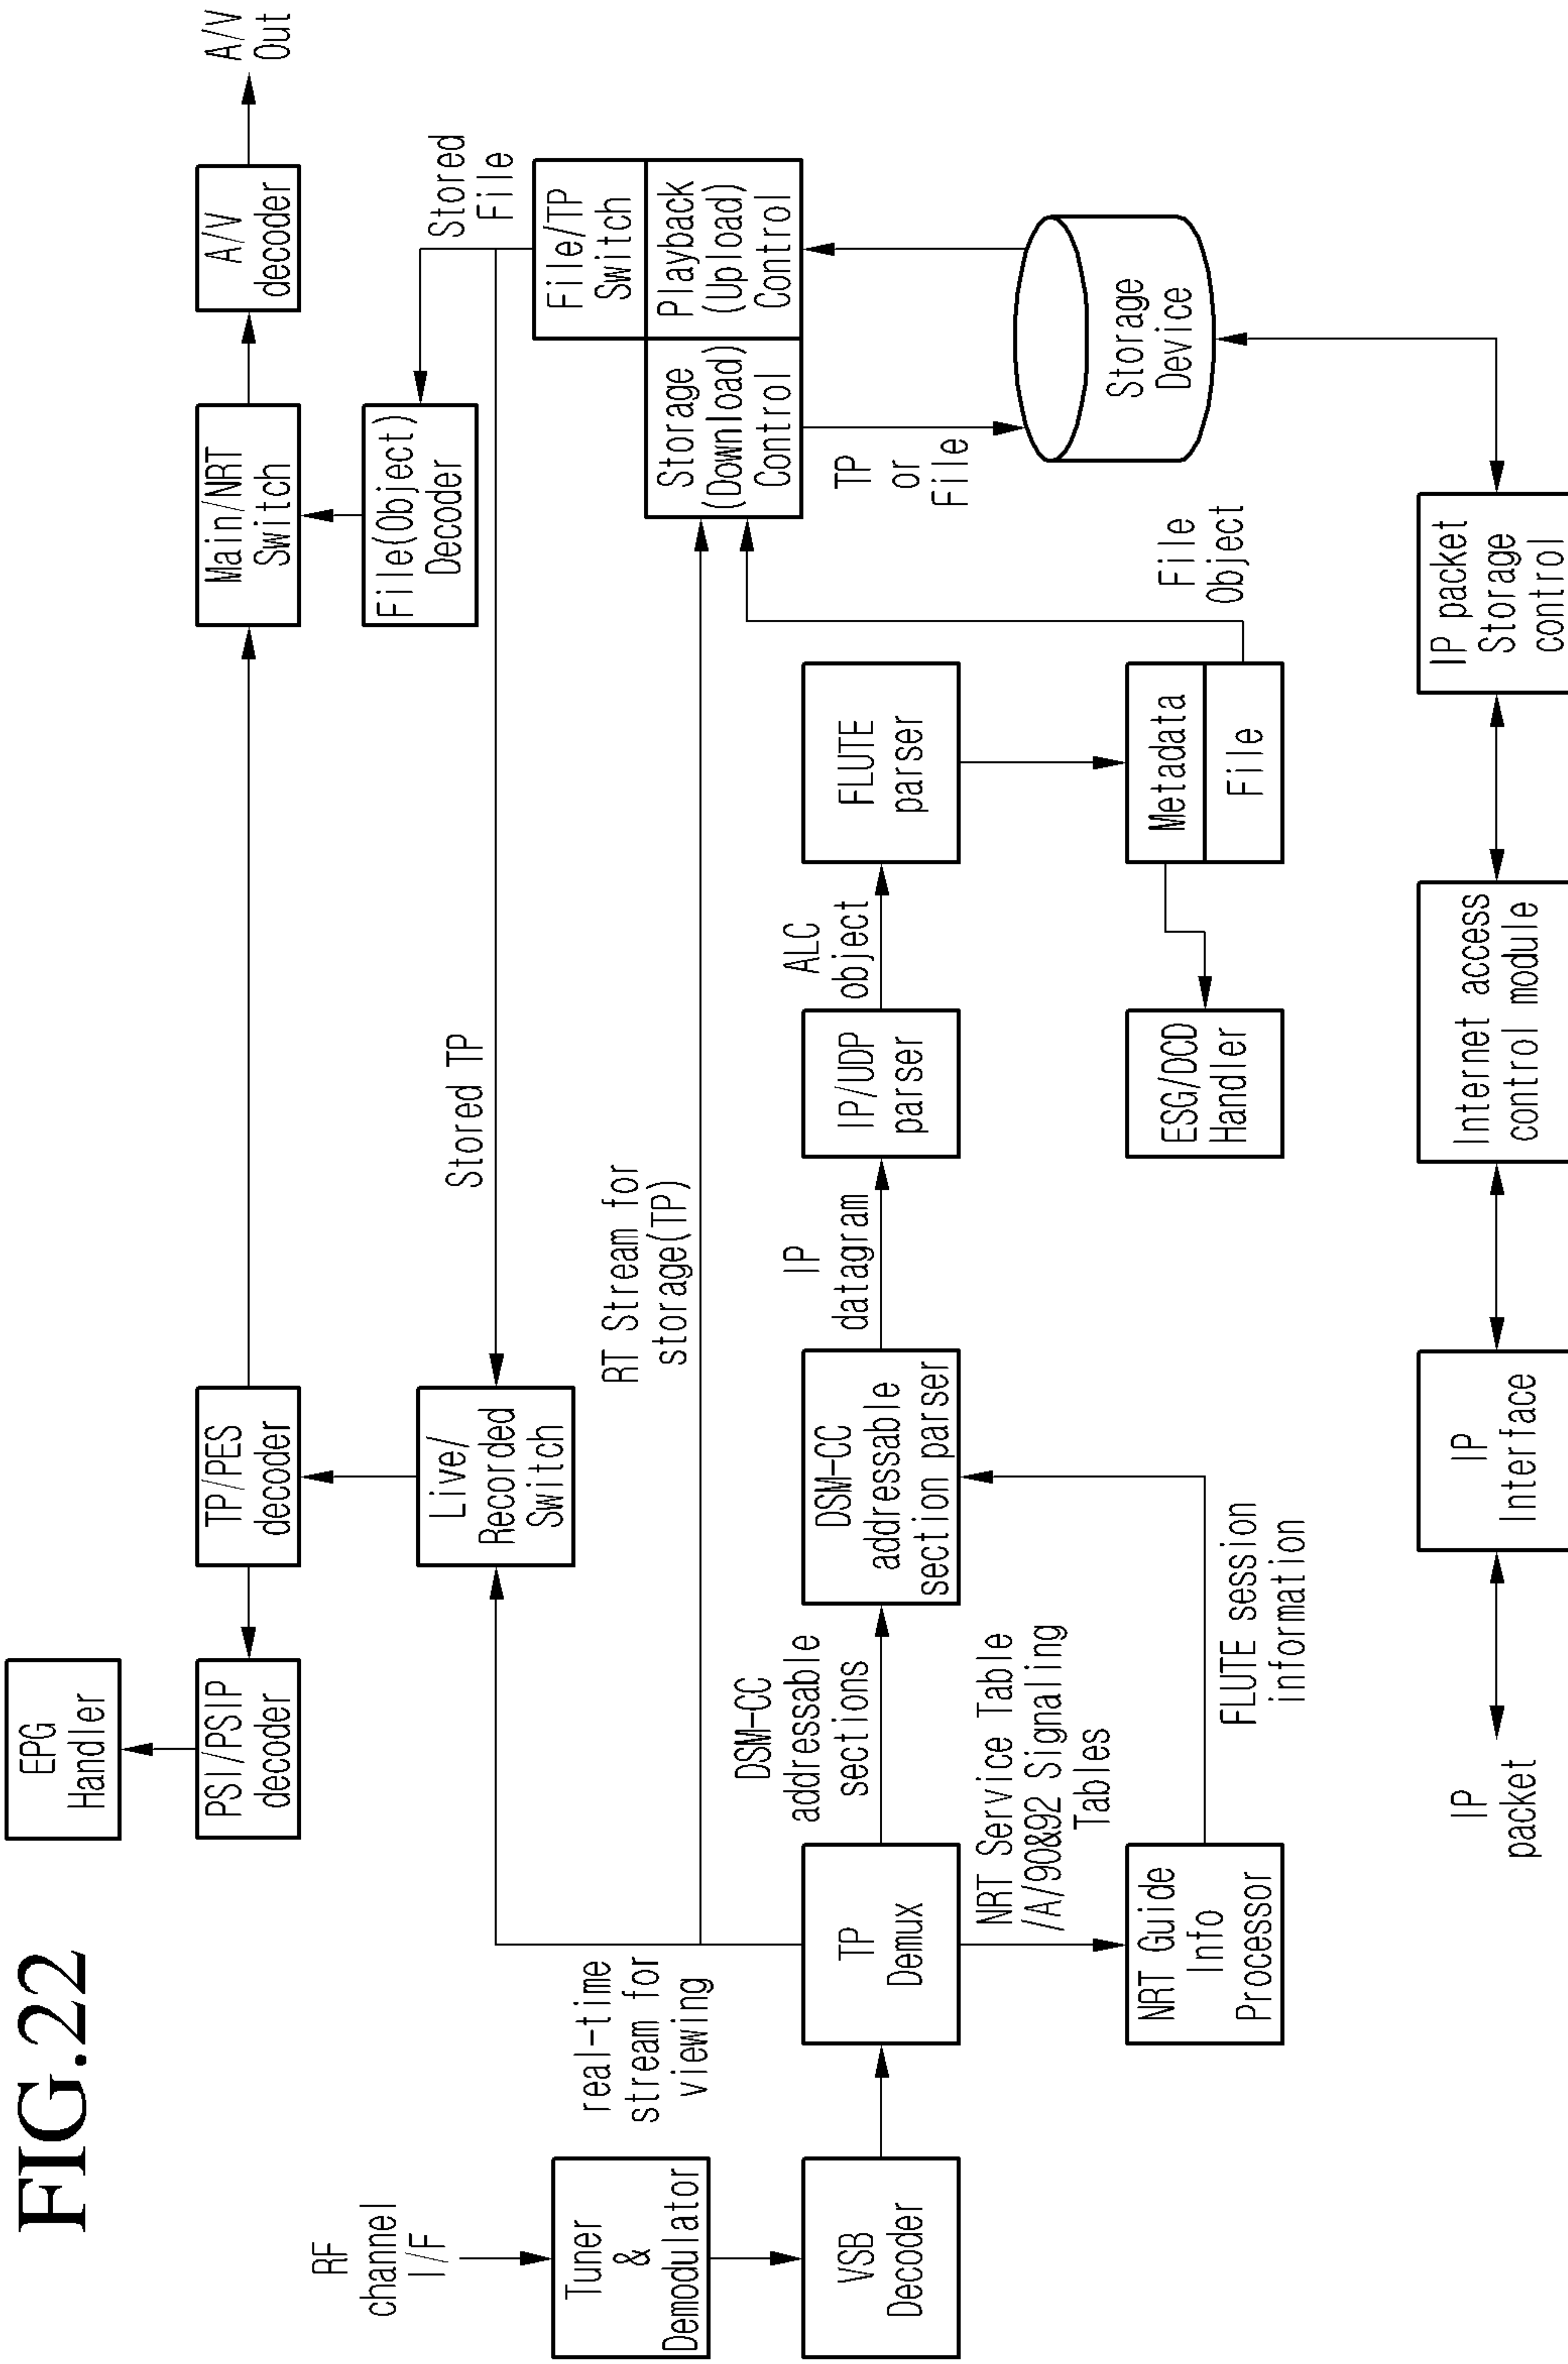 FIG.22
EPG
Handler
PSI/PSIP
decoder
TP/PES
decoder
Main/NRT
Switch
A/V
decoder
A/V
Out
RF
channel
I/F
Tuner
&
Demodulator
VSB
Decoder
real-time
stream for
viewing
Live/
Recorded
Switch
Stored TP
File(Object)
Decoder
Stored
File
RT Stream for
storage(TP)
File/TP
Switch
Storage
(Download)
Control
Playback
(Upload)
Control
TP
Demux
DSM-CC
addressable
sections
DSM-CC
addressable
section parser
IP
datagram
IP/UDP
parser
ALC
object
FLUTE
parser
TP
or
File
Storage
Device
NRT Service Table
/A/90&92 Signaling
Tables
NRT Guide
Info
Processor
FLUTE session
information
ESG/DCD
Handler
Metadata
File
File
Object
IP
packet
IP
Interface
Internet access
control module
IP packet
Storage
control